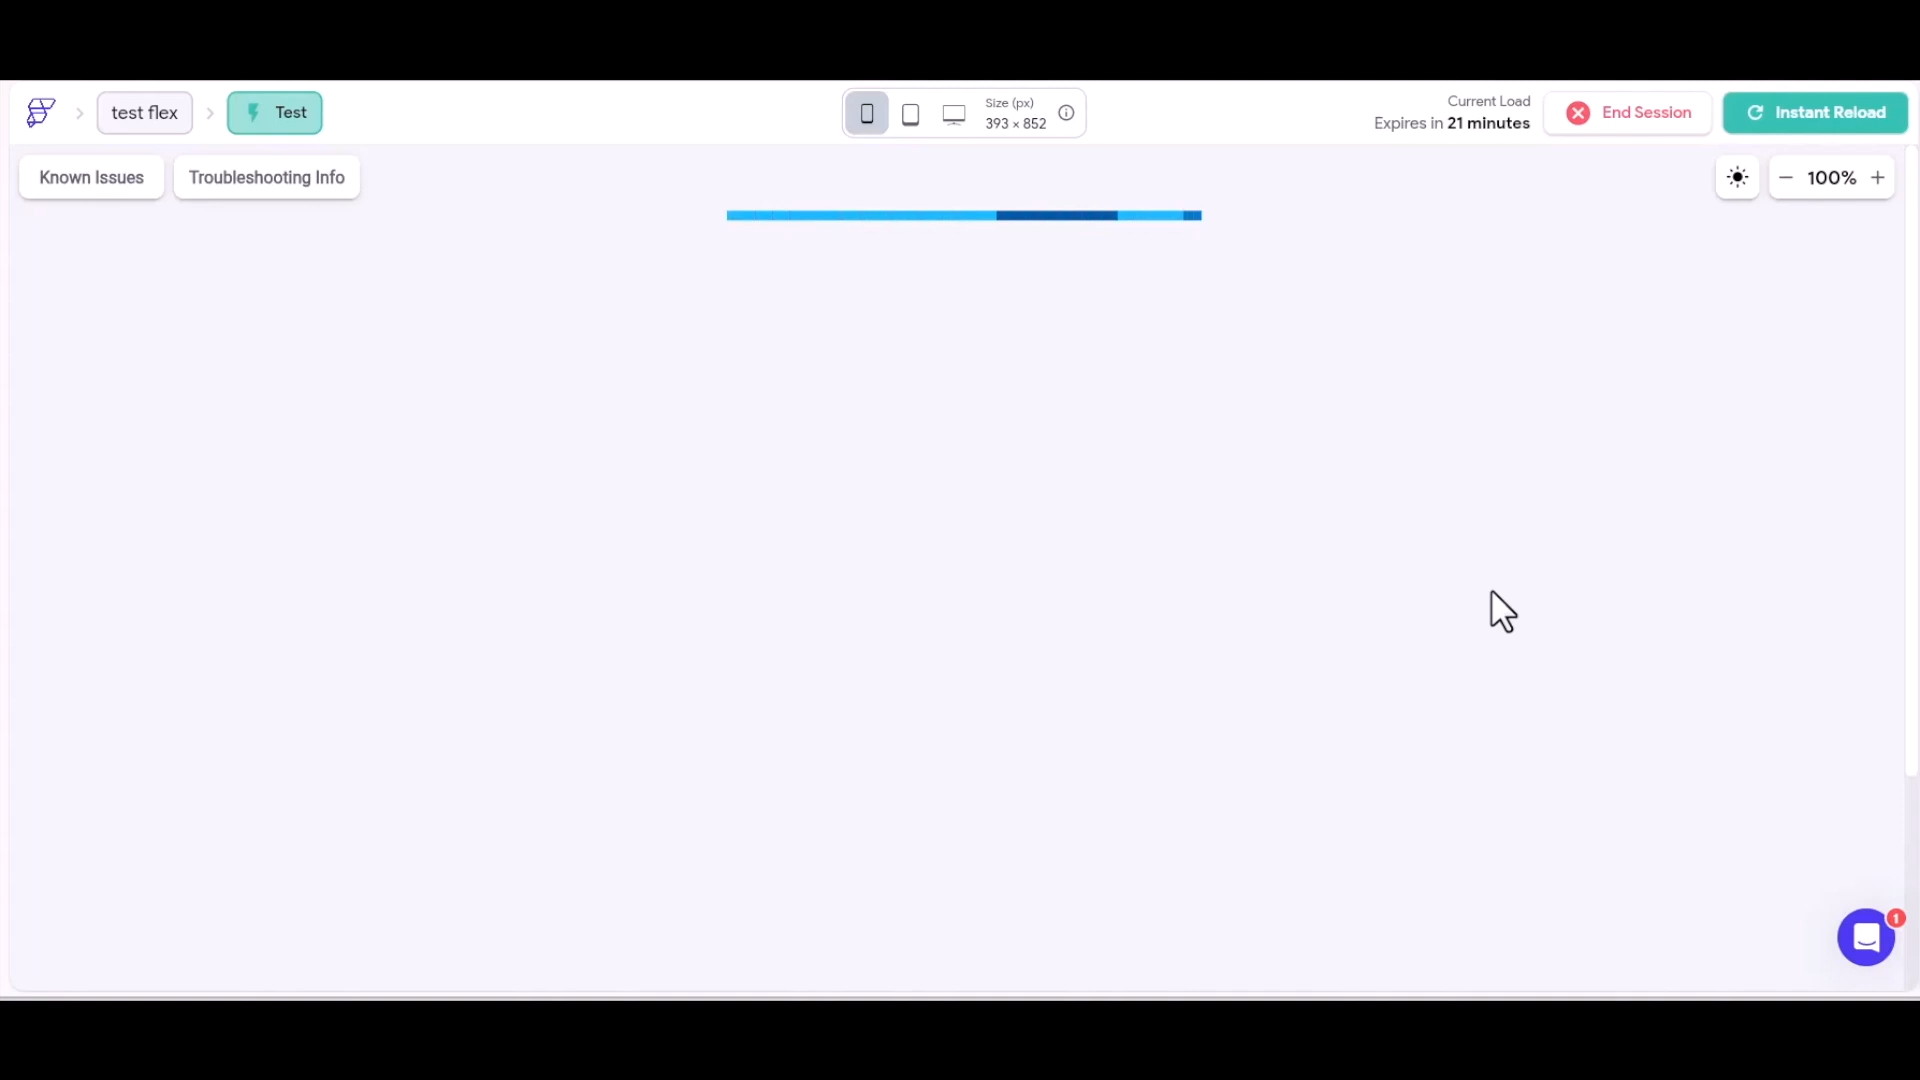 test flex
Test
Size (px)
393 × 852
Current Load
Expires in 21 minutes
End Session
Instant Reload
Known Issues
Troubleshooting Info
100%
1